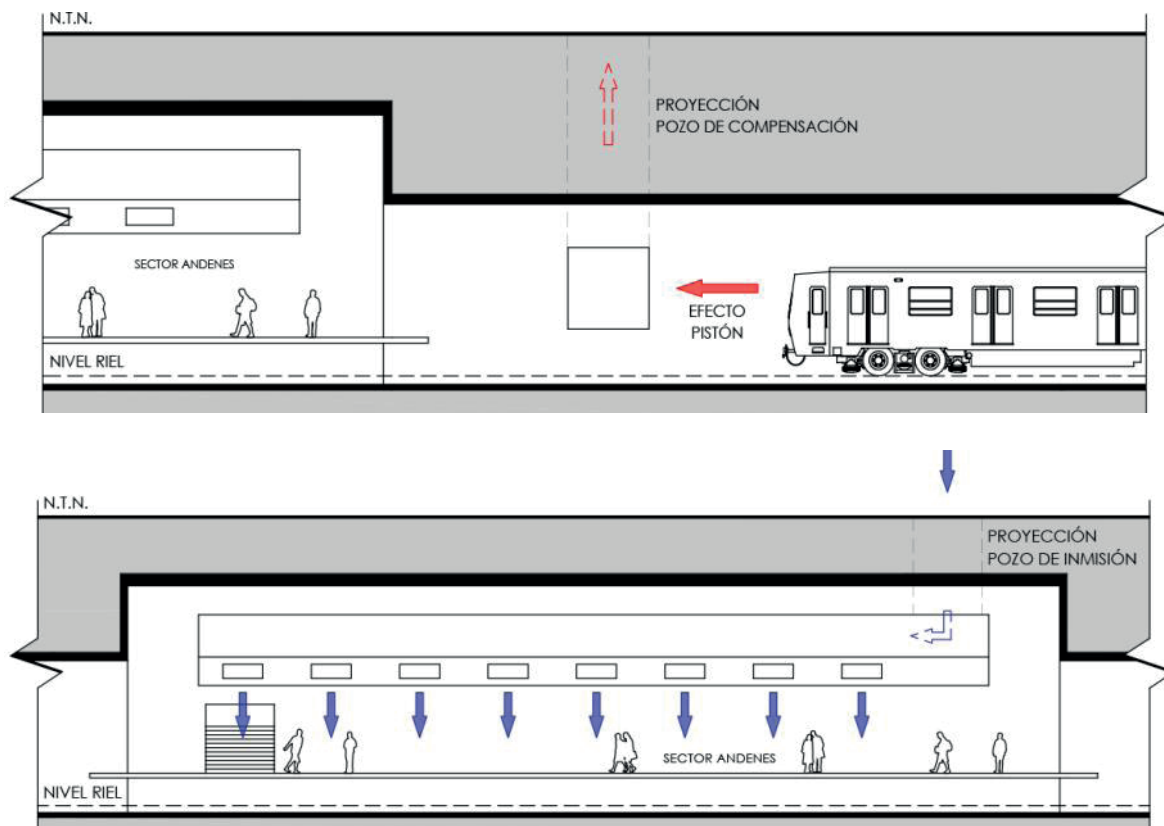 N.T.N.
PROYECCIÓN
POZO DE COMPENSACIÓN
SECTOR ANDENES
EFECTO
PISTÓN
NIVEL RIEL
N.T.N.
PROYECCIÓN
POZO DE INMISIÓN
SECTOR ANDENES
NIVEL RIEL